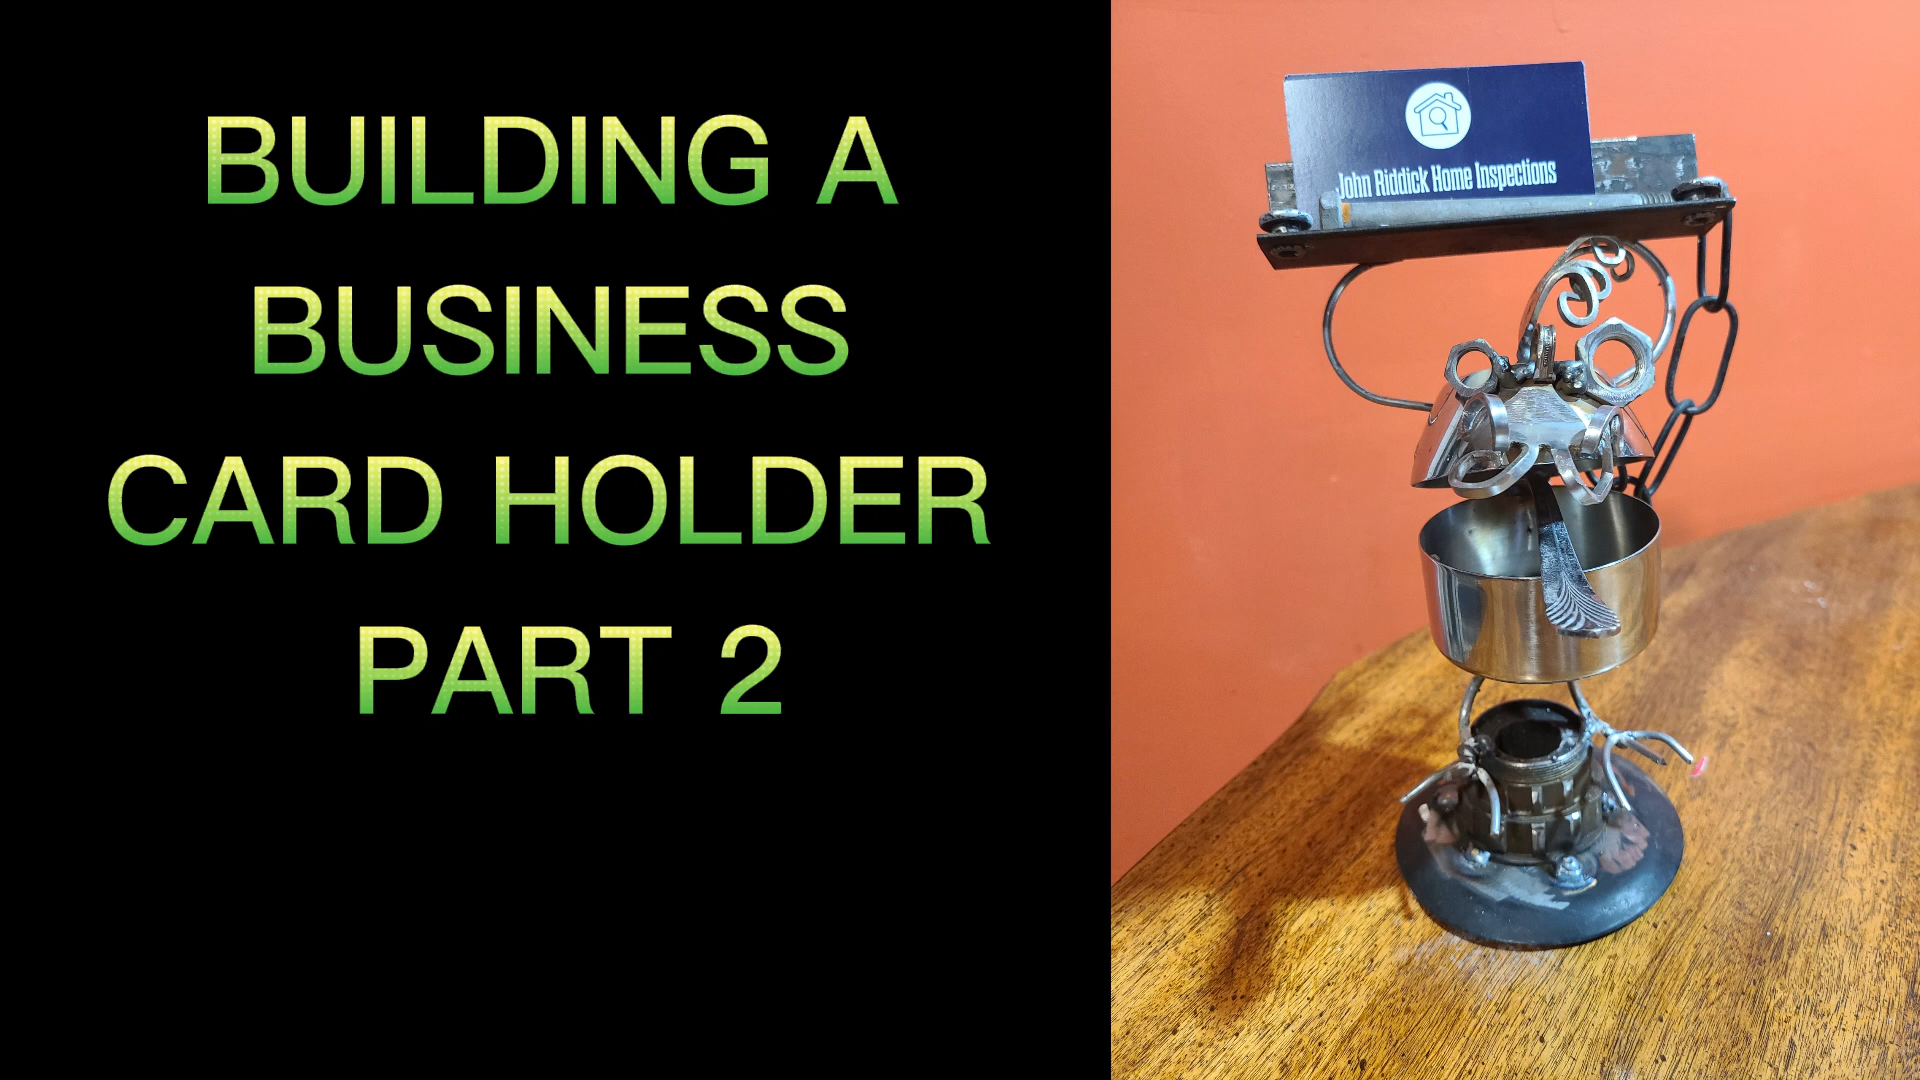 BUILDING A
BUSINESS
CARD HOLDER
PART 2
John Riddick Home Inspections